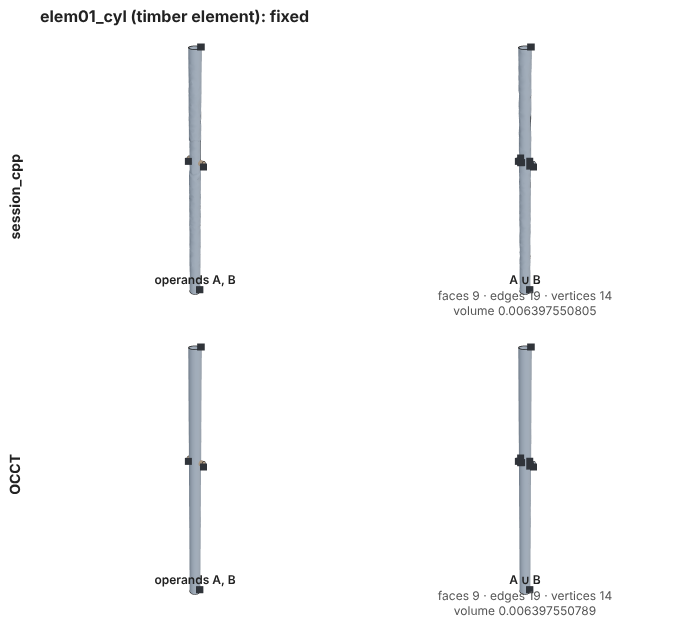 elem01_cyl (timber element): fixed
session_cpp
operands A, B
A ∪ B
faces 9 · edges 19 · vertices 14
volume 0.006397550805
OCCT
operands A, B
A ∪ B
faces 9 · edges 19 · vertices 14
volume 0.006397550789